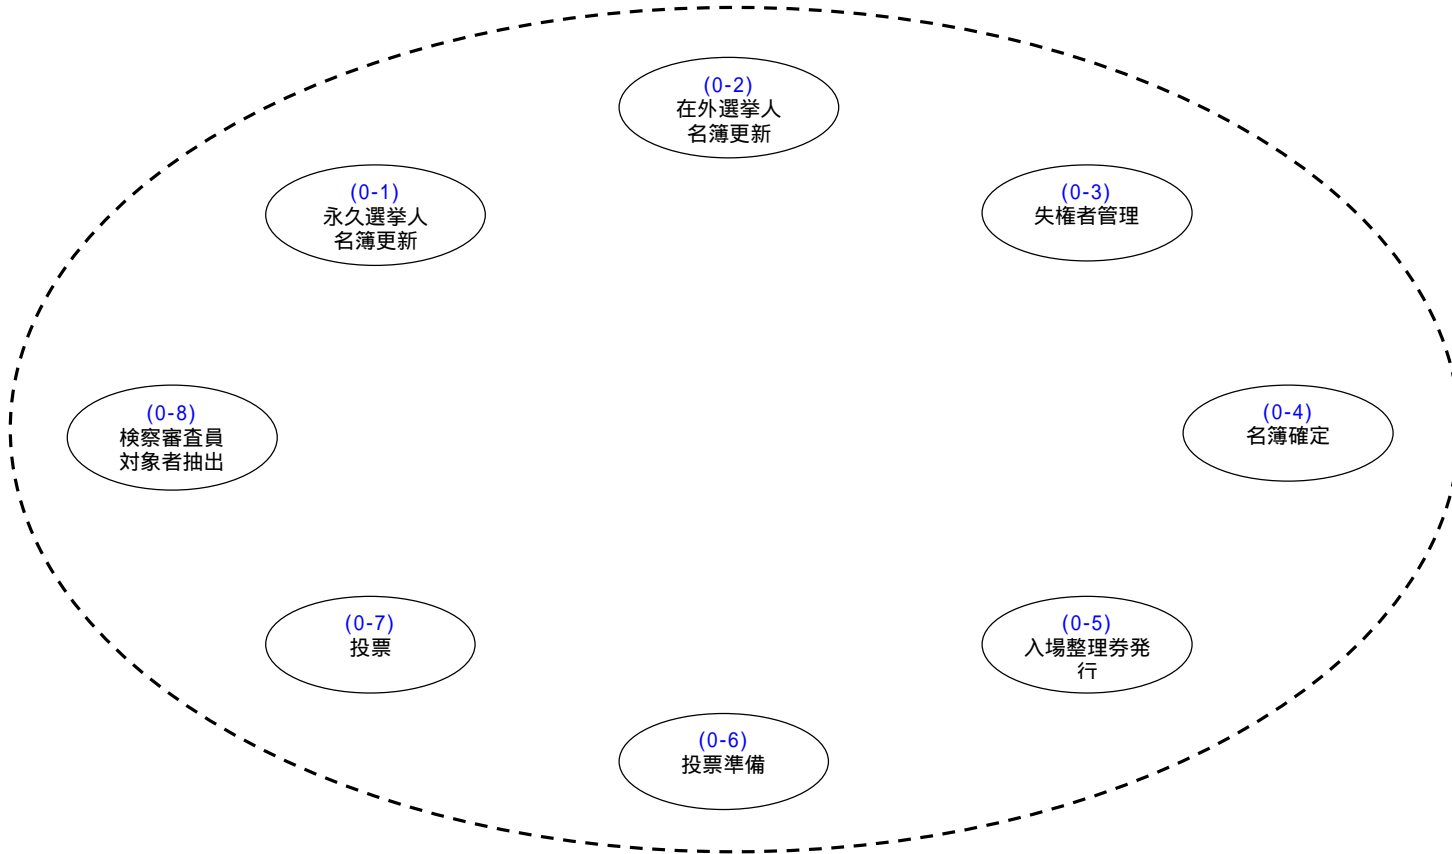 (0-1)
永久選挙人
名簿更新
(0-2)
在外選挙人
名簿更新
(0-3)
失権者管理
(0-4)
名簿確定
(0-5)
入場整理券発
行
(0-6)
投票準備
(0-7)
投票
(0-8)
検察審査員
対象者抽出